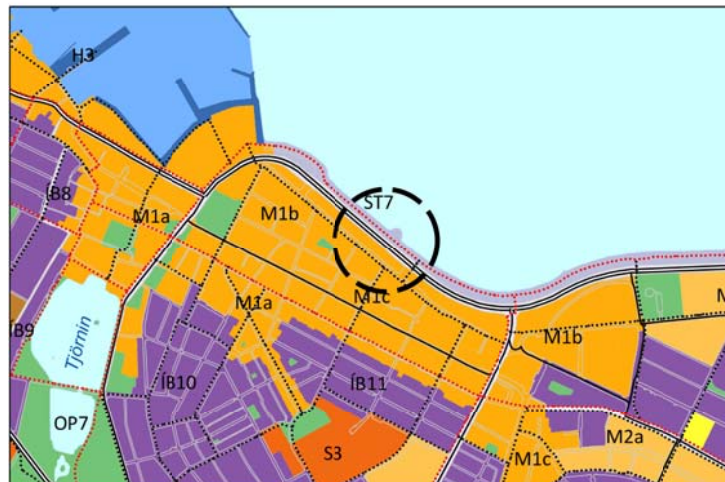 H3
ST7
ÍB8
M1a
M1b
M1a
M1c
M1b
ÍB9
Tjörnin
ÍB10
ÍB11
OP7
S3
M2a
M1c
M